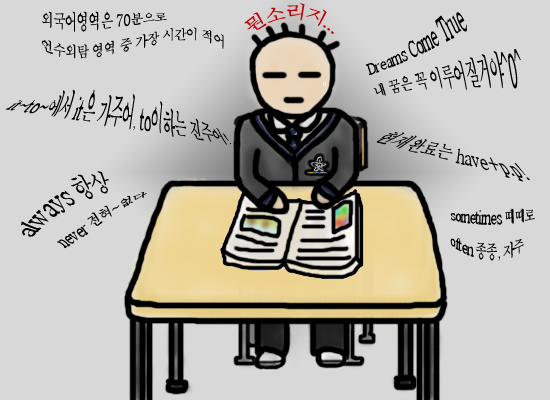 외국어영역은 70분으로
언수외탐 영역 중 가장 시간이 적어
뭔소리지...
Dreams Come True
내 꿈은 꼭 이루어질거야^0^
it~to~에서 it은 가주어, to이하는 진주어!.
현재완료는 have+p.p!
always 항상
never 전혀~없다
sometimes 때때로
often 종종, 자주